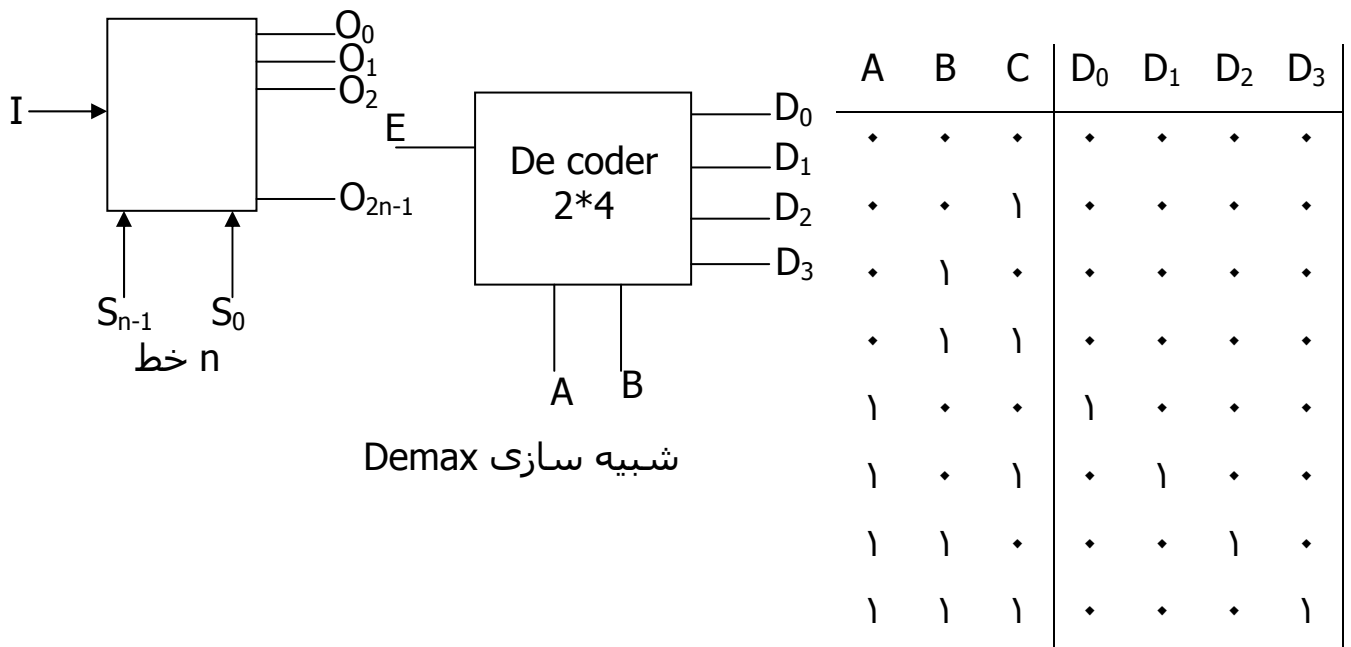 I
O₀
O₁
O₂
O₂ₙ₋₁
Sₙ₋₁ S₀
n خط
E
De coder
2*4
D₀
D₁
D₂
D₃
A B
شبیه سازی Demax
A B C D₀ D₁ D₂ D₃
۰ ۰ ۰ ۰ ۰ ۰ ۰
۰ ۰ ۱ ۰ ۰ ۰ ۰
۰ ۱ ۰ ۰ ۰ ۰ ۰
۰ ۱ ۱ ۰ ۰ ۰ ۰
۱ ۰ ۰ ۱ ۰ ۰ ۰
۱ ۰ ۱ ۰ ۱ ۰ ۰
۱ ۱ ۰ ۰ ۰ ۱ ۰
۱ ۱ ۱ ۰ ۰ ۰ ۱